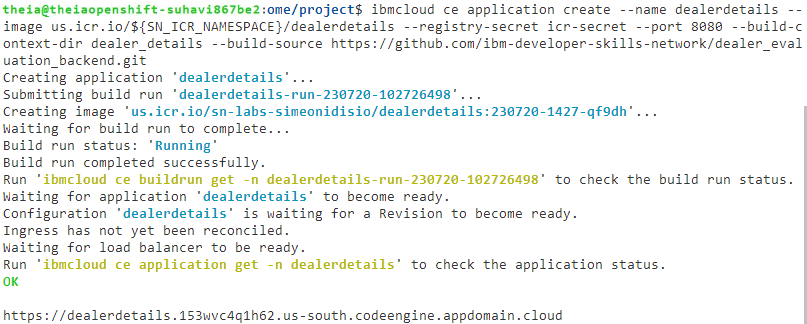 theia@theiaopenshift-suhavi867be2:ome/project$ ibmcloud ce application create --name dealerdetails --
image us.icr.io/${SN_ICR_NAMESPACE}/dealerdetails --registry-secret icr-secret --port 8080 --build-c
ontext-dir dealer_details --build-source https://github.com/ibm-developer-skills-network/dealer_eval
uation_backend.git
Creating application 'dealerdetails'...
Submitting build run 'dealerdetails-run-230720-102726498'...
Creating image 'us.icr.io/sn-labs-simeonidisio/dealerdetails:230720-1427-qf9dh'...
Waiting for build run to complete...
Build run status: 'Running'
Build run completed successfully.
Run 'ibmcloud ce buildrun get -n dealerdetails-run-230720-102726498' to check the build run status.
Waiting for application 'dealerdetails' to become ready.
Configuration 'dealerdetails' is waiting for a Revision to become ready.
Ingress has not yet been reconciled.
Waiting for load balancer to be ready.
Run 'ibmcloud ce application get -n dealerdetails' to check the application status.
OK
https://dealerdetails.153wvc4q1h62.us-south.codeengine.appdomain.cloud